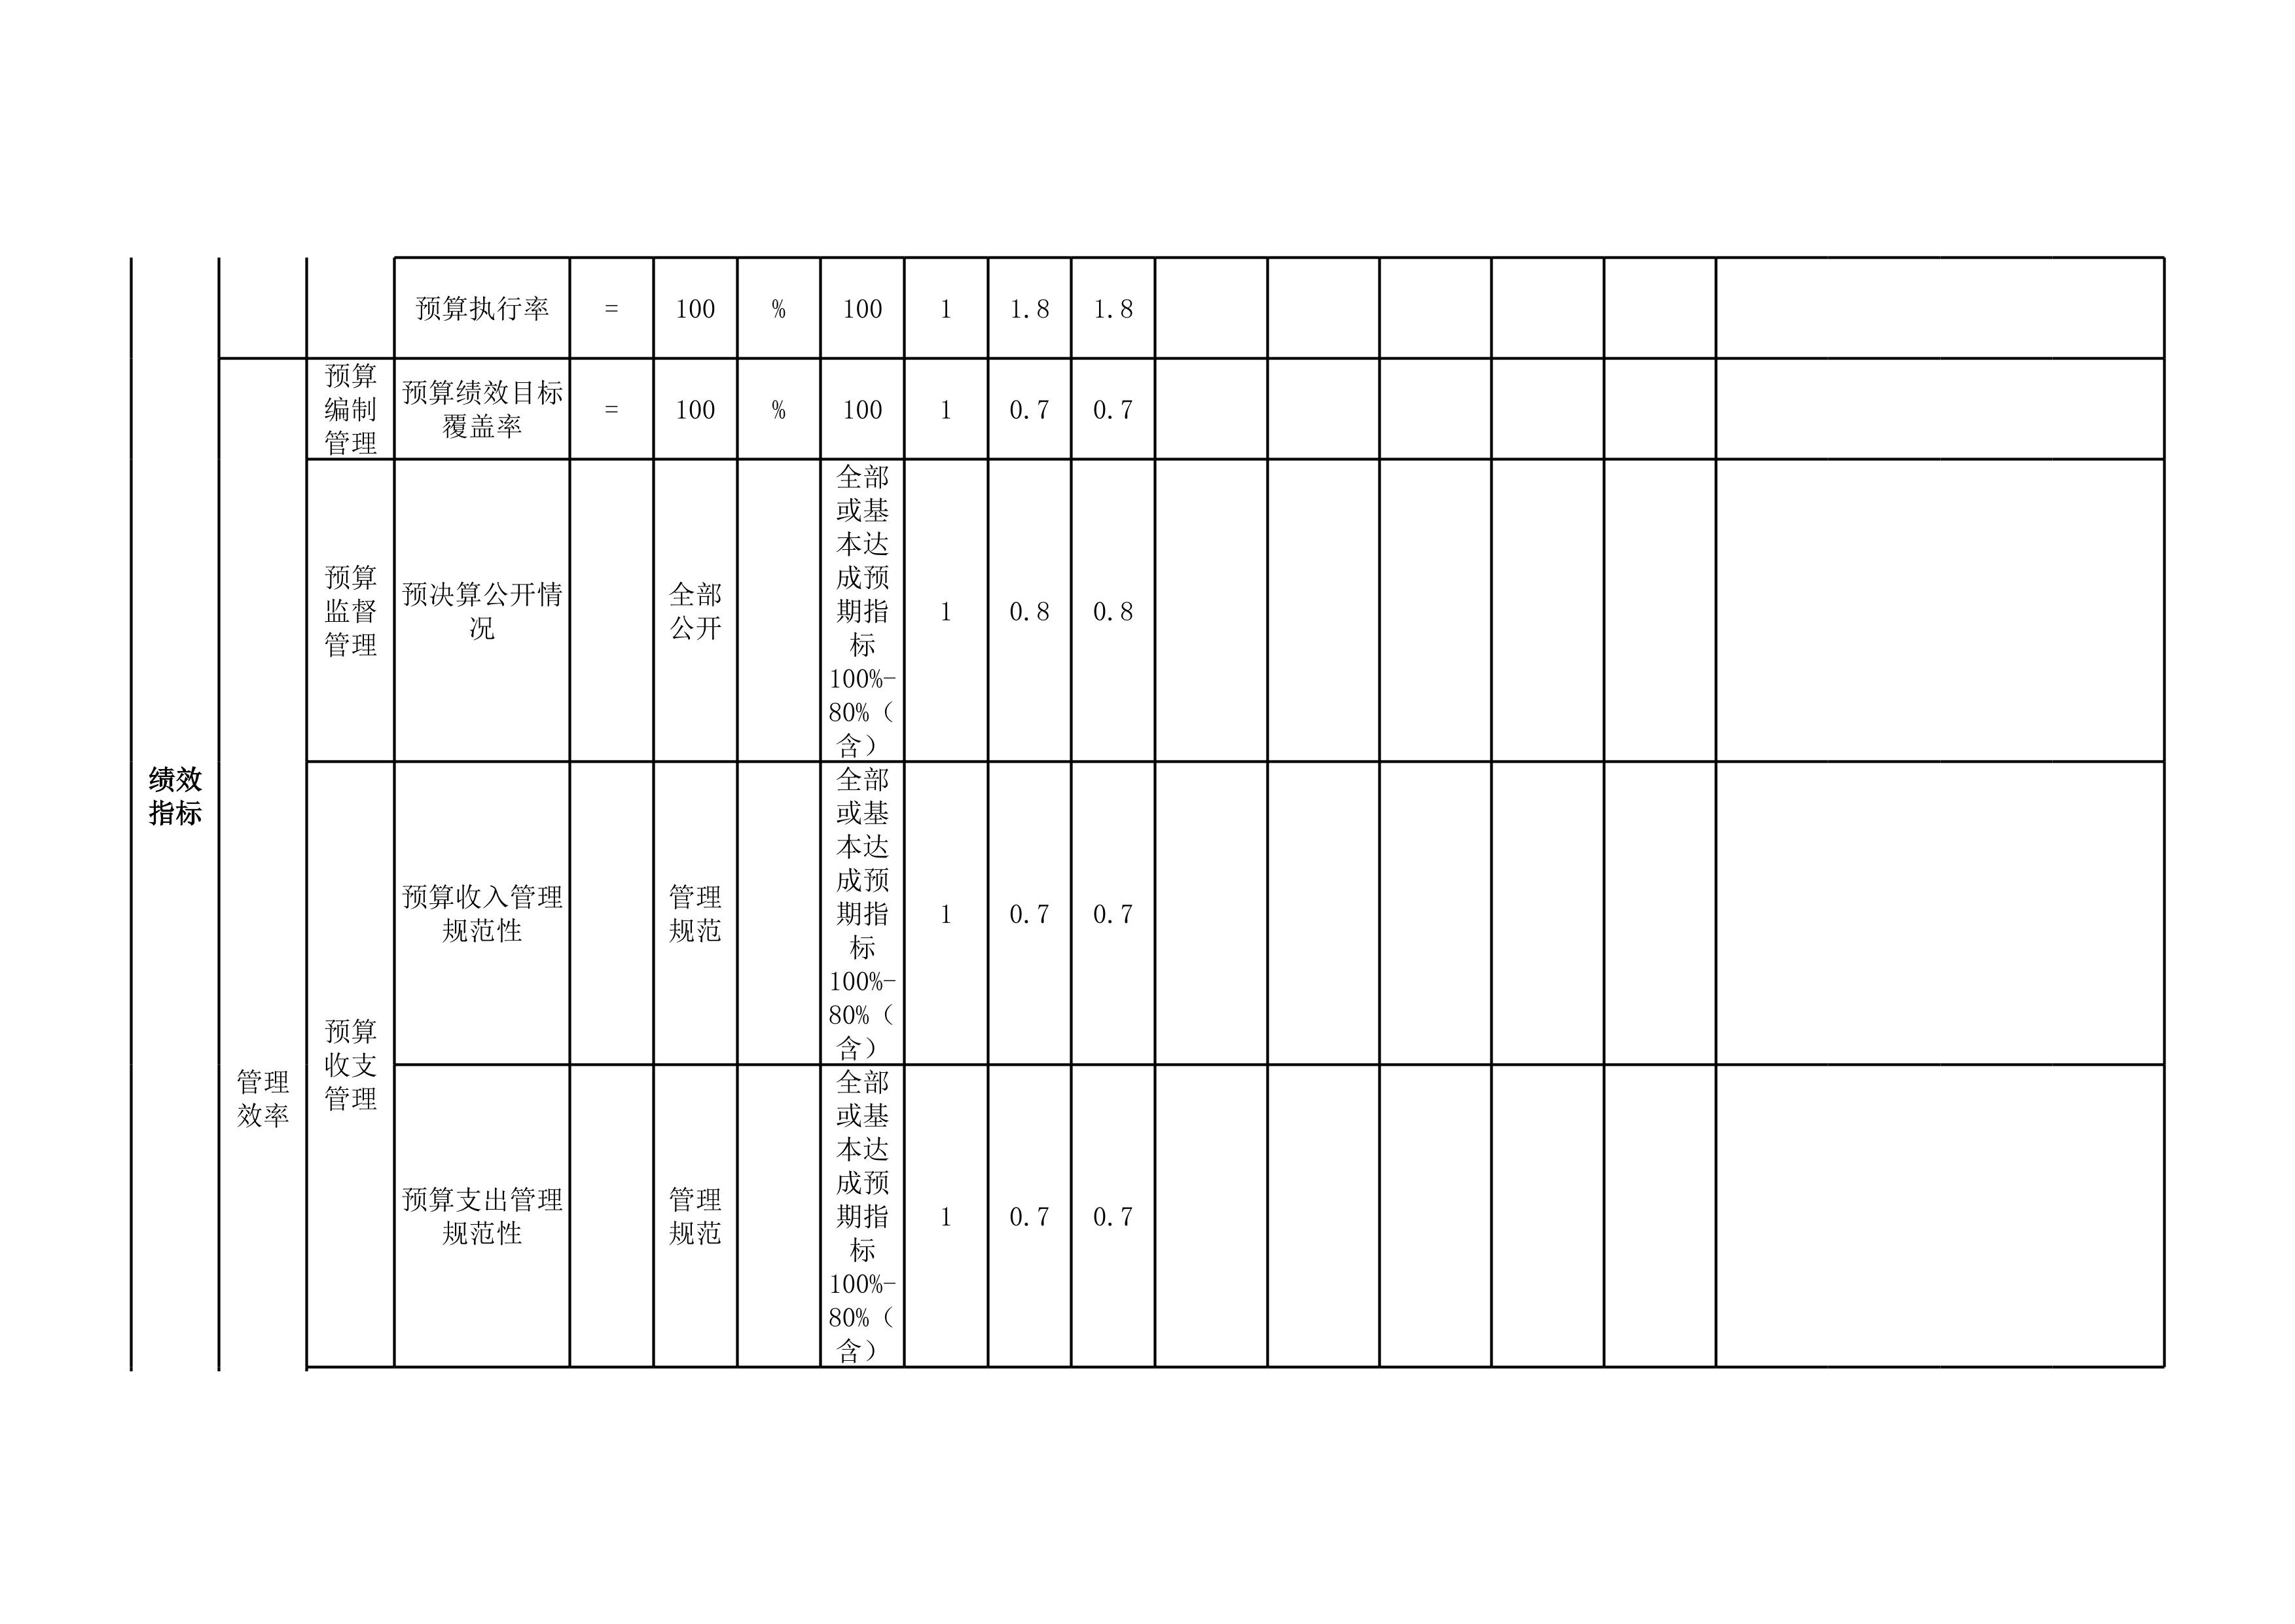 预算执行率 = 100 % 100 1 1.8 1.8
预算
编制
管理
预算绩效目标
覆盖率
= 100 % 100 1 0.7 0.7
预算
监督
管理
预决算公开情
况
全部
公开
全部
或基
本达
成预
期指
标
100%-
80%（
含）
1 0.8 0.8
绩效
指标
管理
效率
预算
收支
管理
预算收入管理
规范性
管理
规范
全部
或基
本达
成预
期指
标
100%-
80%（
含）
1 0.7 0.7
预算支出管理
规范性
管理
规范
全部
或基
本达
成预
期指
标
100%-
80%（
含）
1 0.7 0.7